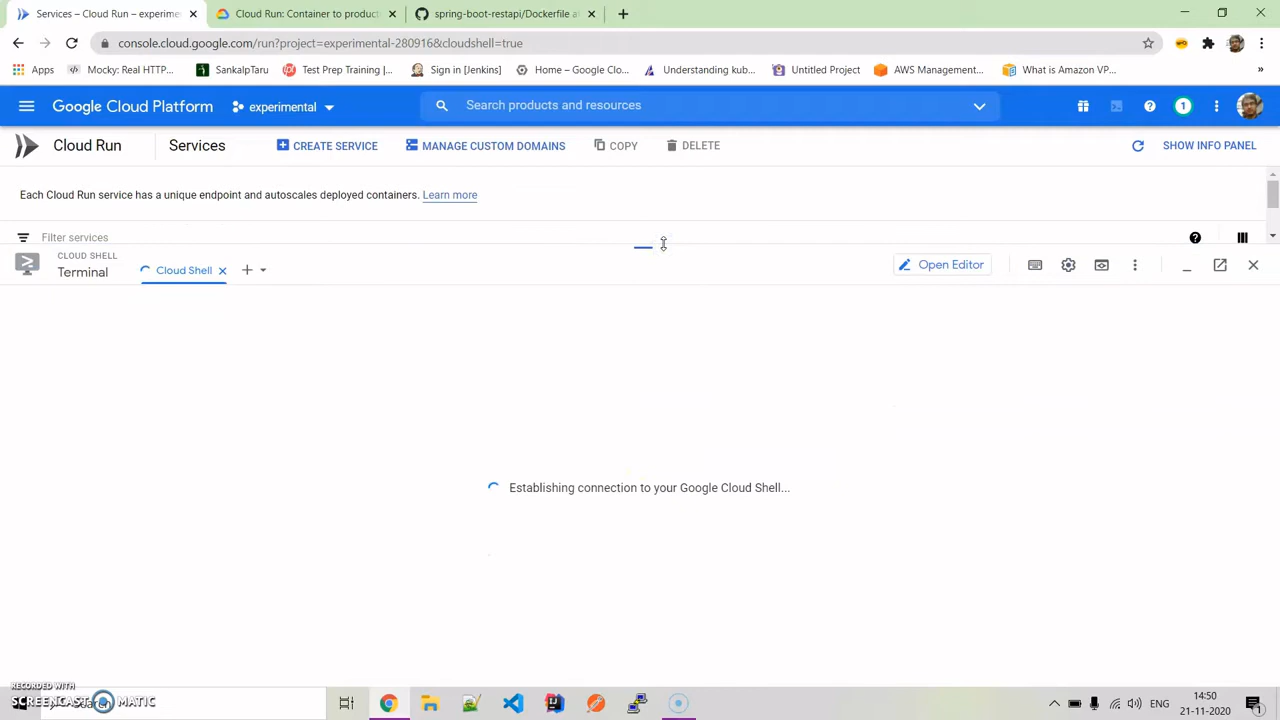 Services – Cloud Run – experime
Cloud Run: Container to product
spring-boot-restapi/Dockerfile a
console.cloud.google.com/run?project=experimental-280916&cloudshell=true
Apps
Mocky: Real HTTP...
SankalpTaru
Test Prep Training |...
Sign in [Jenkins]
Home – Google Clo...
Understanding kub...
Untitled Project
AWS Management...
What is Amazon VP...
»
Google Cloud Platform
experimental
Search products and resources
1
Cloud Run
Services
CREATE SERVICE
MANAGE CUSTOM DOMAINS
COPY
DELETE
SHOW INFO PANEL
Each Cloud Run service has a unique endpoint and autoscales deployed containers. Learn more
Filter services
CLOUD SHELL
Terminal
Cloud Shell
Open Editor
Establishing connection to your Google Cloud Shell...
RECORDED WITH
SCREENCAST MATIC
ENG
14:50
21-11-2020
1